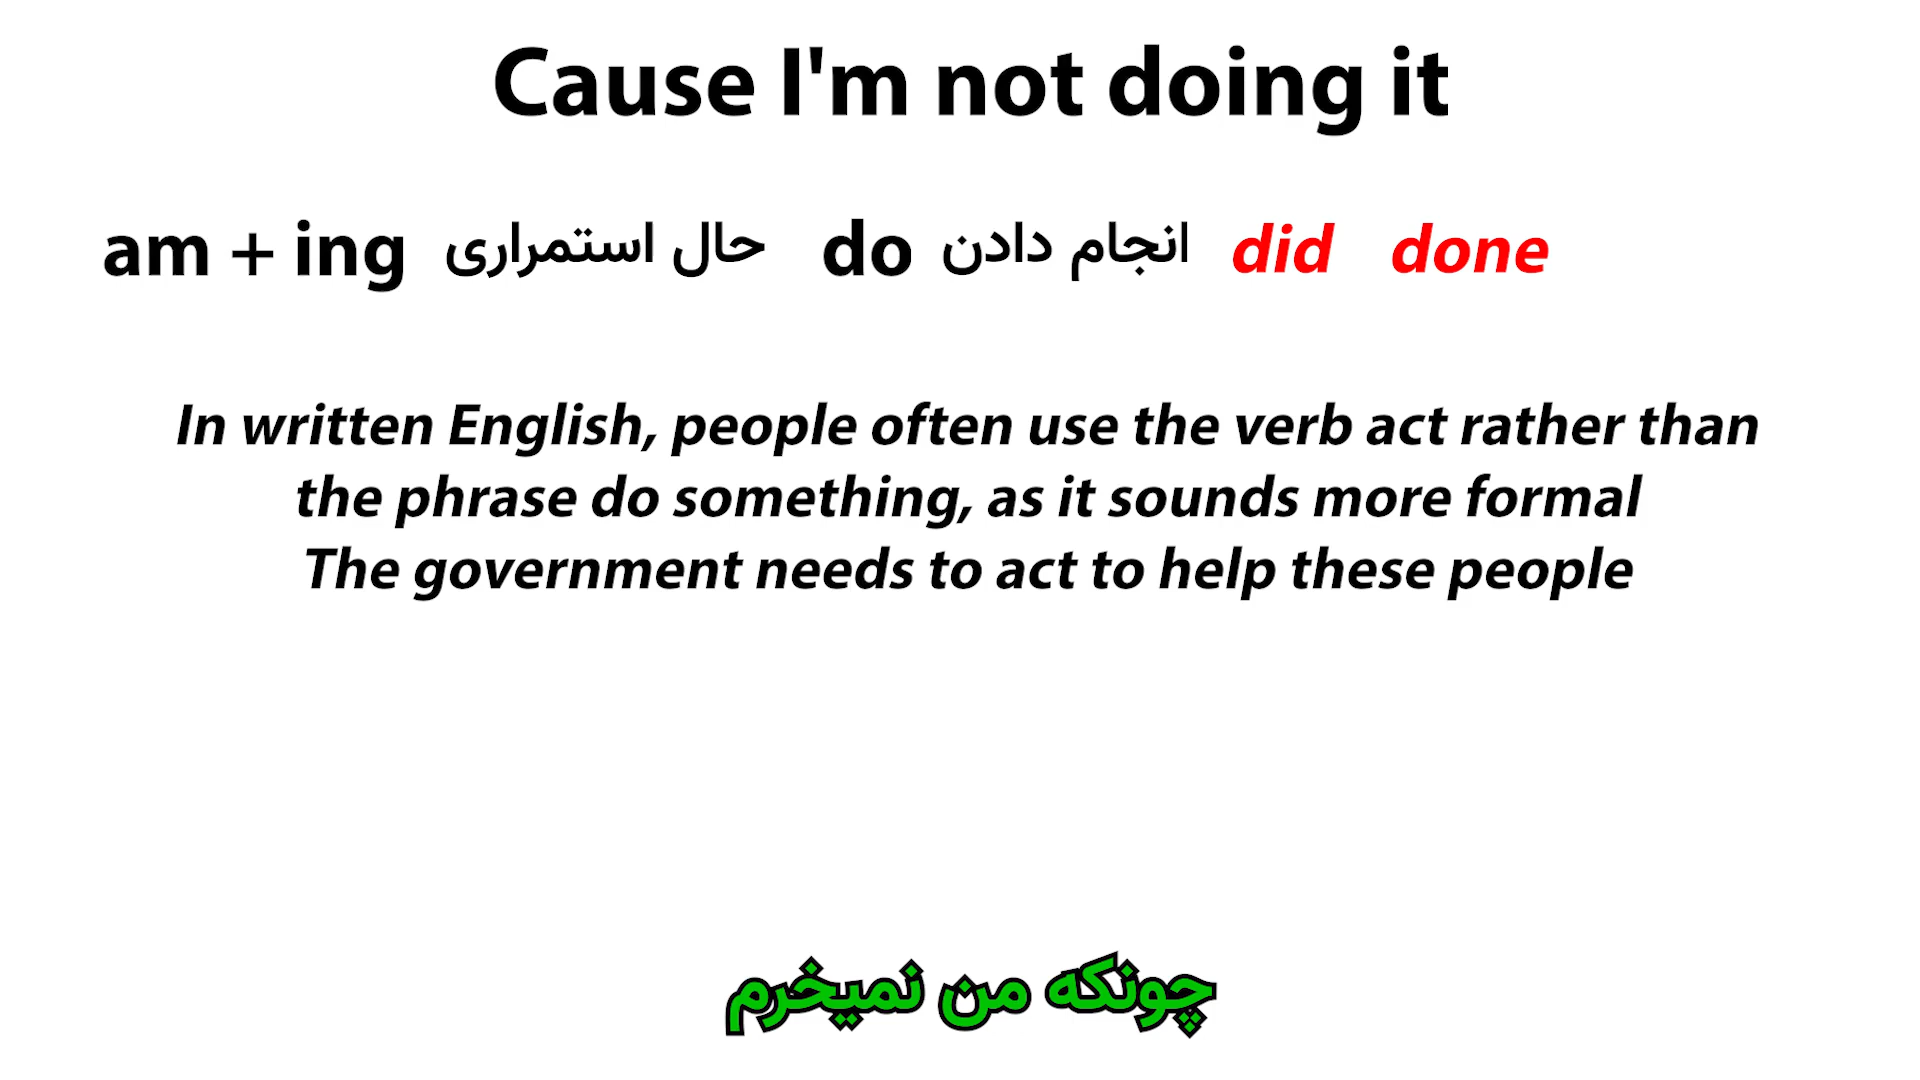 Cause I'm not doing it
am + ing حال استمراری do انجام دادن did done
In written English, people often use the verb act rather than
the phrase do something, as it sounds more formal
The government needs to act to help these people
چونکه من نمیخرم